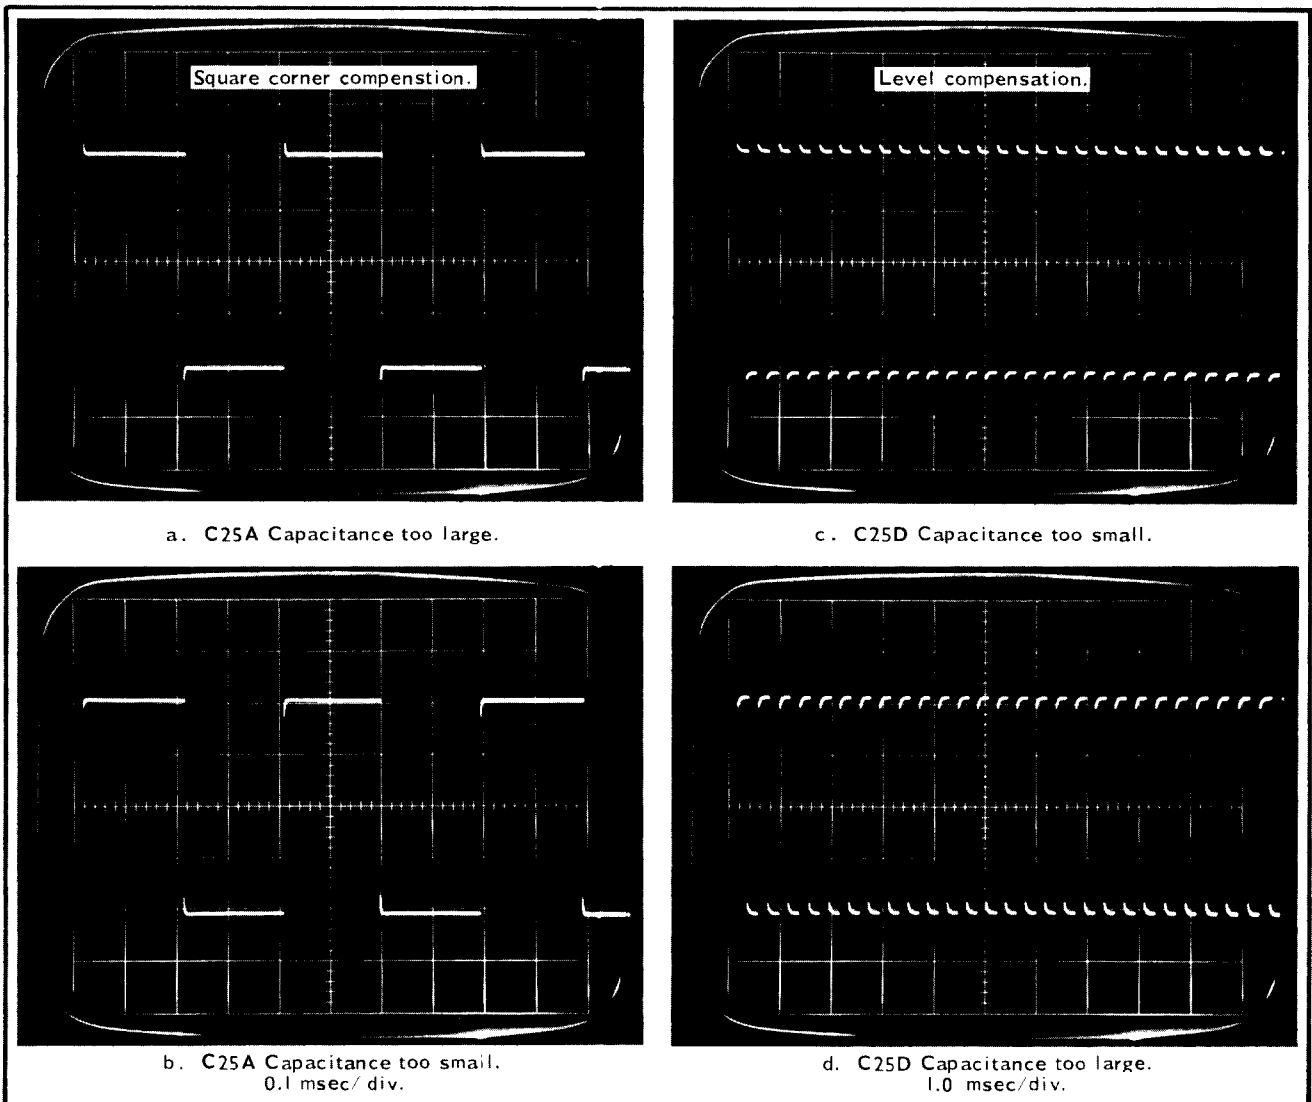 Square corner compenstion.
Level compensation.
a. C25A Capacitance too large.
c. C25D Capacitance too small.
b. C25A Capacitance too small.
0.1 msec/div.
d. C25D Capacitance too large.
1.0 msec/div.